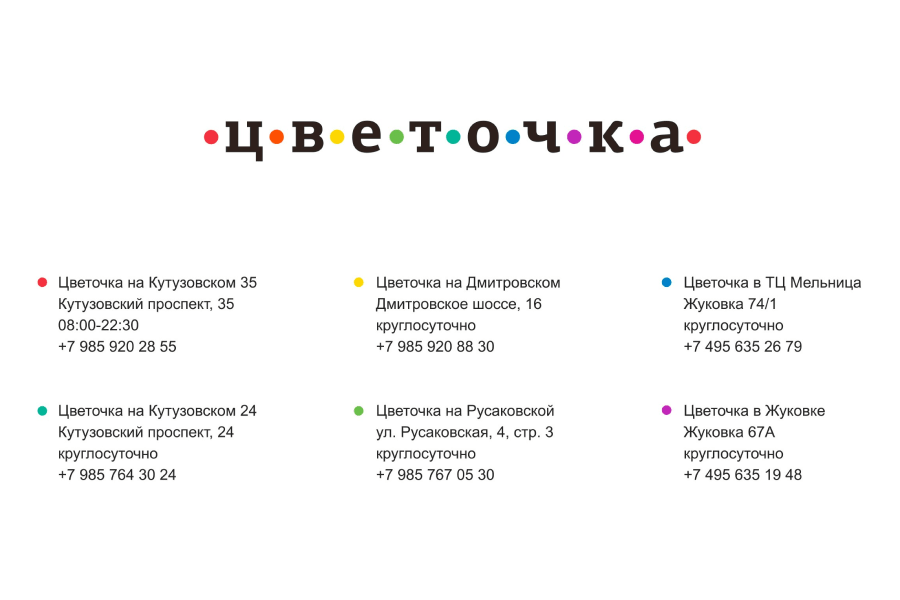 цветочка
Цветочка на Кутузовском 35
Кутузовский проспект, 35
08:00-22:30
+7 985 920 28 55
Цветочка на Дмитровском
Дмитровское шоссе, 16
круглосуточно
+7 985 920 88 30
Цветочка в ТЦ Мельница
Жуковка 74/1
круглосуточно
+7 495 635 26 79
Цветочка на Кутузовском 24
Кутузовский проспект, 24
круглосуточно
+7 985 764 30 24
Цветочка на Русаковской
ул. Русаковская, 4, стр. 3
круглосуточно
+7 985 767 05 30
Цветочка в Жуковке
Жуковка 67А
круглосуточно
+7 495 635 19 48